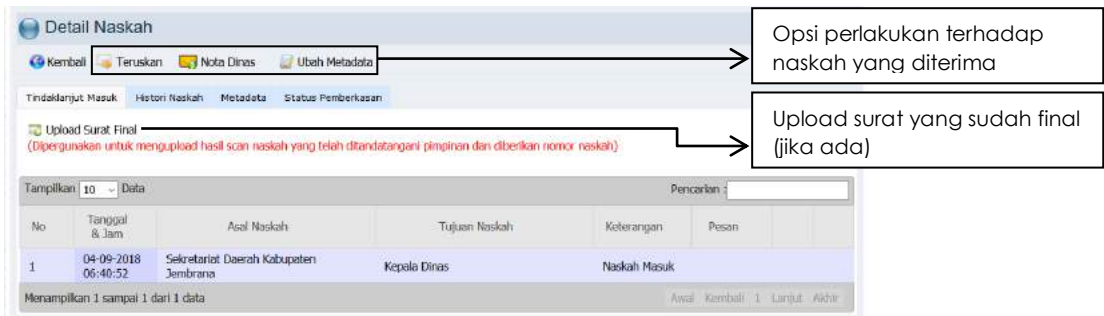 Detail Naskah
Kembali Teruskan Nota Dinas Ubah Metadata
Opsi perlakukan terhadap
naskah yang diterima
Tindaklanjut Masuk Histori Naskah Metadata Status Pemberkasan
Upload Surat Final
(Dipergunakan untuk mengupload hasil scan naskah yang telah ditandatangani pimpinan dan diberikan nomor naskah)
Upload surat yang sudah final
(jika ada)
Tampilkan 10 Data Pencarian :
No Tanggal & Jam Asal Naskah Tujuan Naskah Keterangan Pesan
1 04-09-2018 06:40:52 Sekretariat Daerah Kabupaten Jembrana Kepala Dinas Naskah Masuk
Menampilkan 1 sampai 1 dari 1 data Awal Kembali 1 Lanjut Akhir